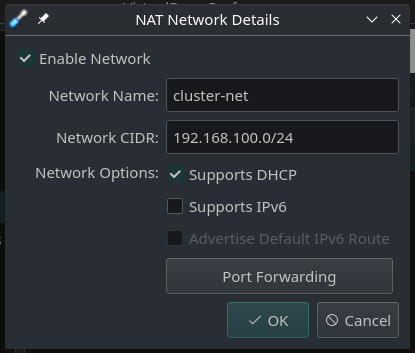 NAT Network Details
Enable Network
Network Name: cluster-net
Network CIDR: 192.168.100.0/24
Network Options: Supports DHCP
Supports IPv6
Advertise Default IPv6 Route
Port Forwarding
OK Cancel